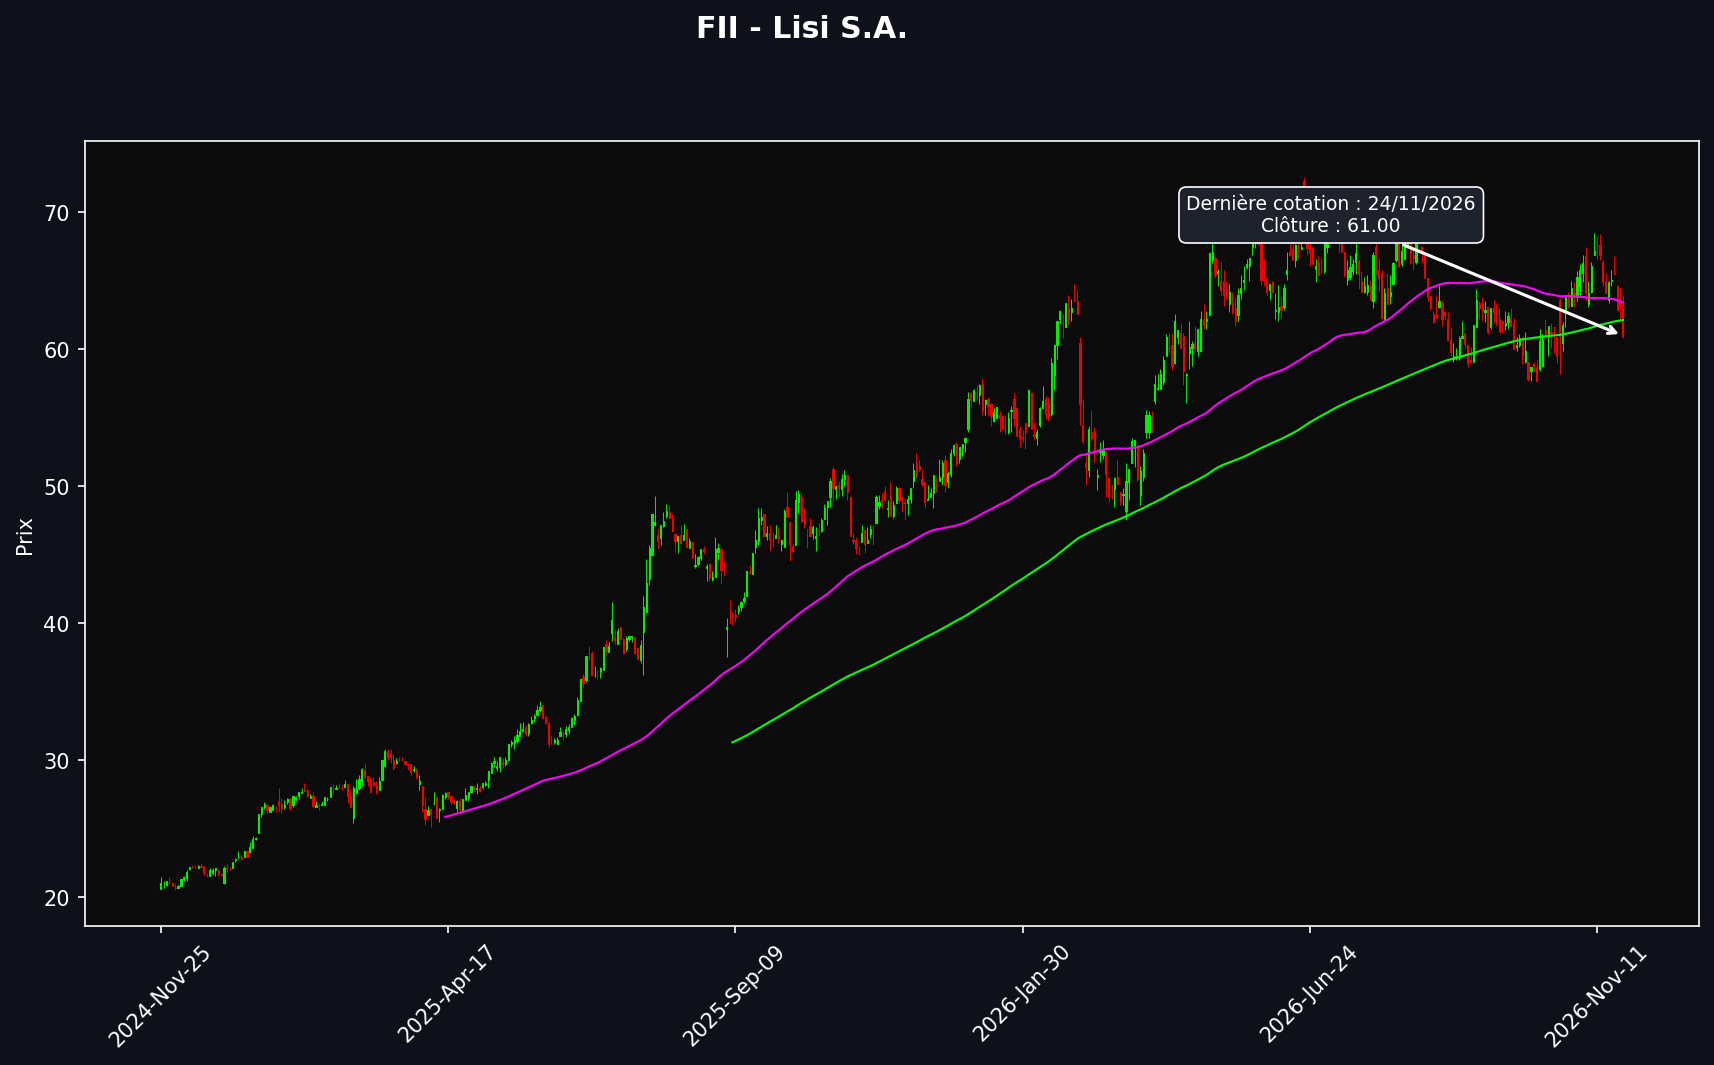 FII - Lisi S.A.
Dernière cotation : 24/11/2026
Clôture : 61.00
Prix
70
60
50
40
30
20
2024-Nov-25
2025-Apr-17
2025-Sep-09
2026-Jan-30
2026-Jun-24
2026-Nov-11